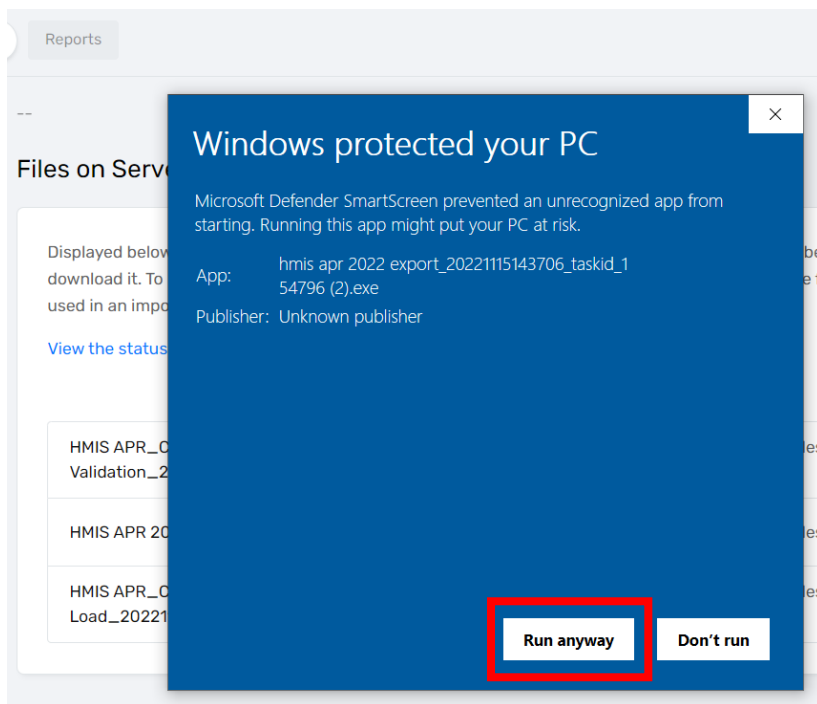 Reports
--
Files on Serv
Windows protected your PC
Microsoft Defender SmartScreen prevented an unrecognized app from
starting. Running this app might put your PC at risk.
App: hmis apr 2022 export_20221115143706_taskid_1
54796 (2).exe
Publisher: Unknown publisher
Displayed below
download it. To
used in an impo
View the status
HMIS APR_C
Validation_2
HMIS APR 20
HMIS APR_C
Load_20221
Run anyway
Don't run